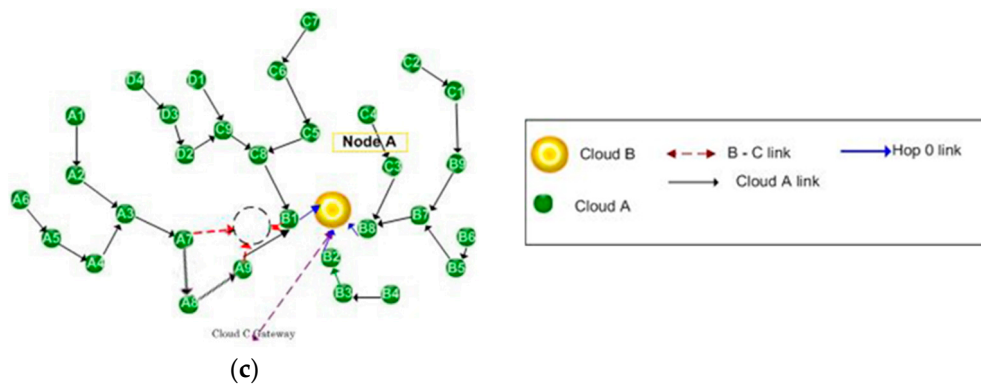 C7
C2
D4
D1
C6
C1
A1
D3
C4
C9
C5
Node A
D2
C8
C3
B9
A2
A6
A3
B1
B7
A5
A7
B8
B6
A4
A9
B2
B5
A8
B3
B4
Cloud C Gateway
(c)
Cloud B
B - C link
Hop 0 link
Cloud A link
Cloud A